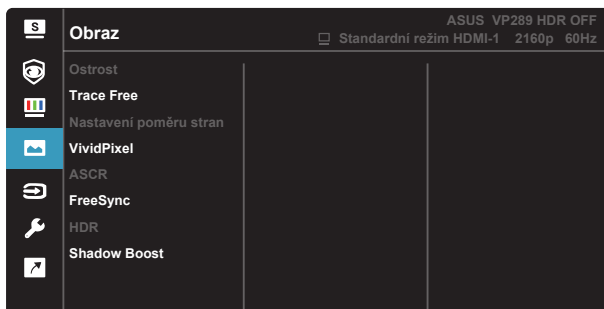 S
ASUS VP289 HDR OFF
Obraz
Standardní režim HDMI-1 2160p 60Hz
Ostrost
Trace Free
Nastavení poměru stran
VividPixel
ASCR
FreeSync
HDR
Shadow Boost